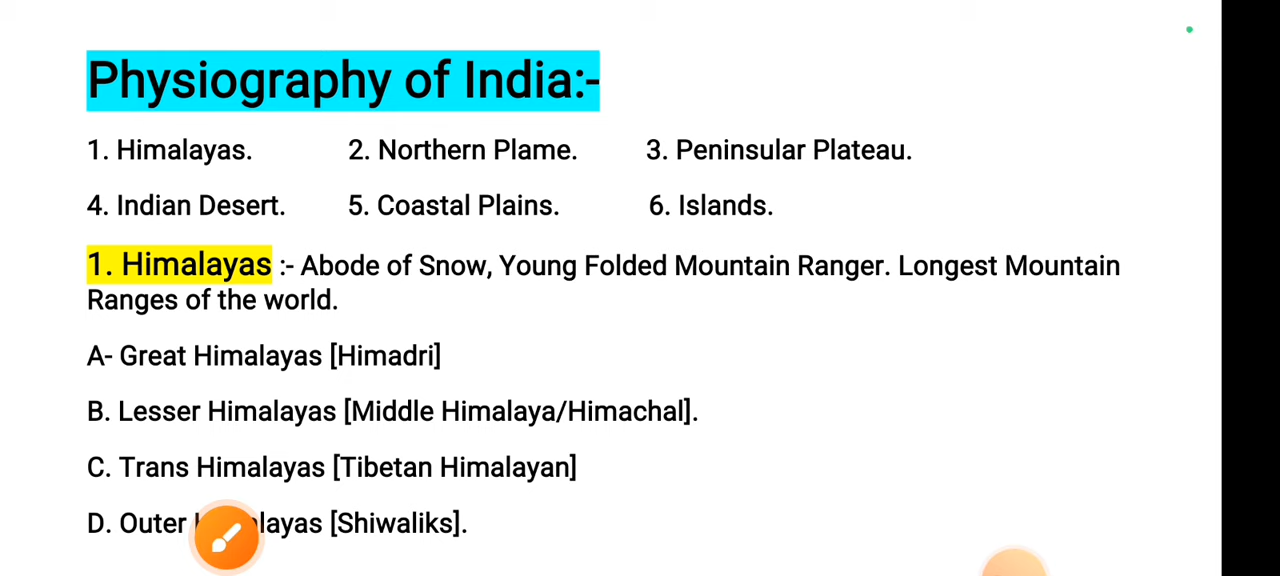 Physiography of India:-
1. Himalayas. 2. Northern Plame. 3. Peninsular Plateau.
4. Indian Desert. 5. Coastal Plains. 6. Islands.
1. Himalayas :- Abode of Snow, Young Folded Mountain Ranger. Longest Mountain
Ranges of the world.
A- Great Himalayas [Himadri]
B. Lesser Himalayas [Middle Himalaya/Himachal].
C. Trans Himalayas [Tibetan Himalayan]
D. Outer [Shiwaliks].